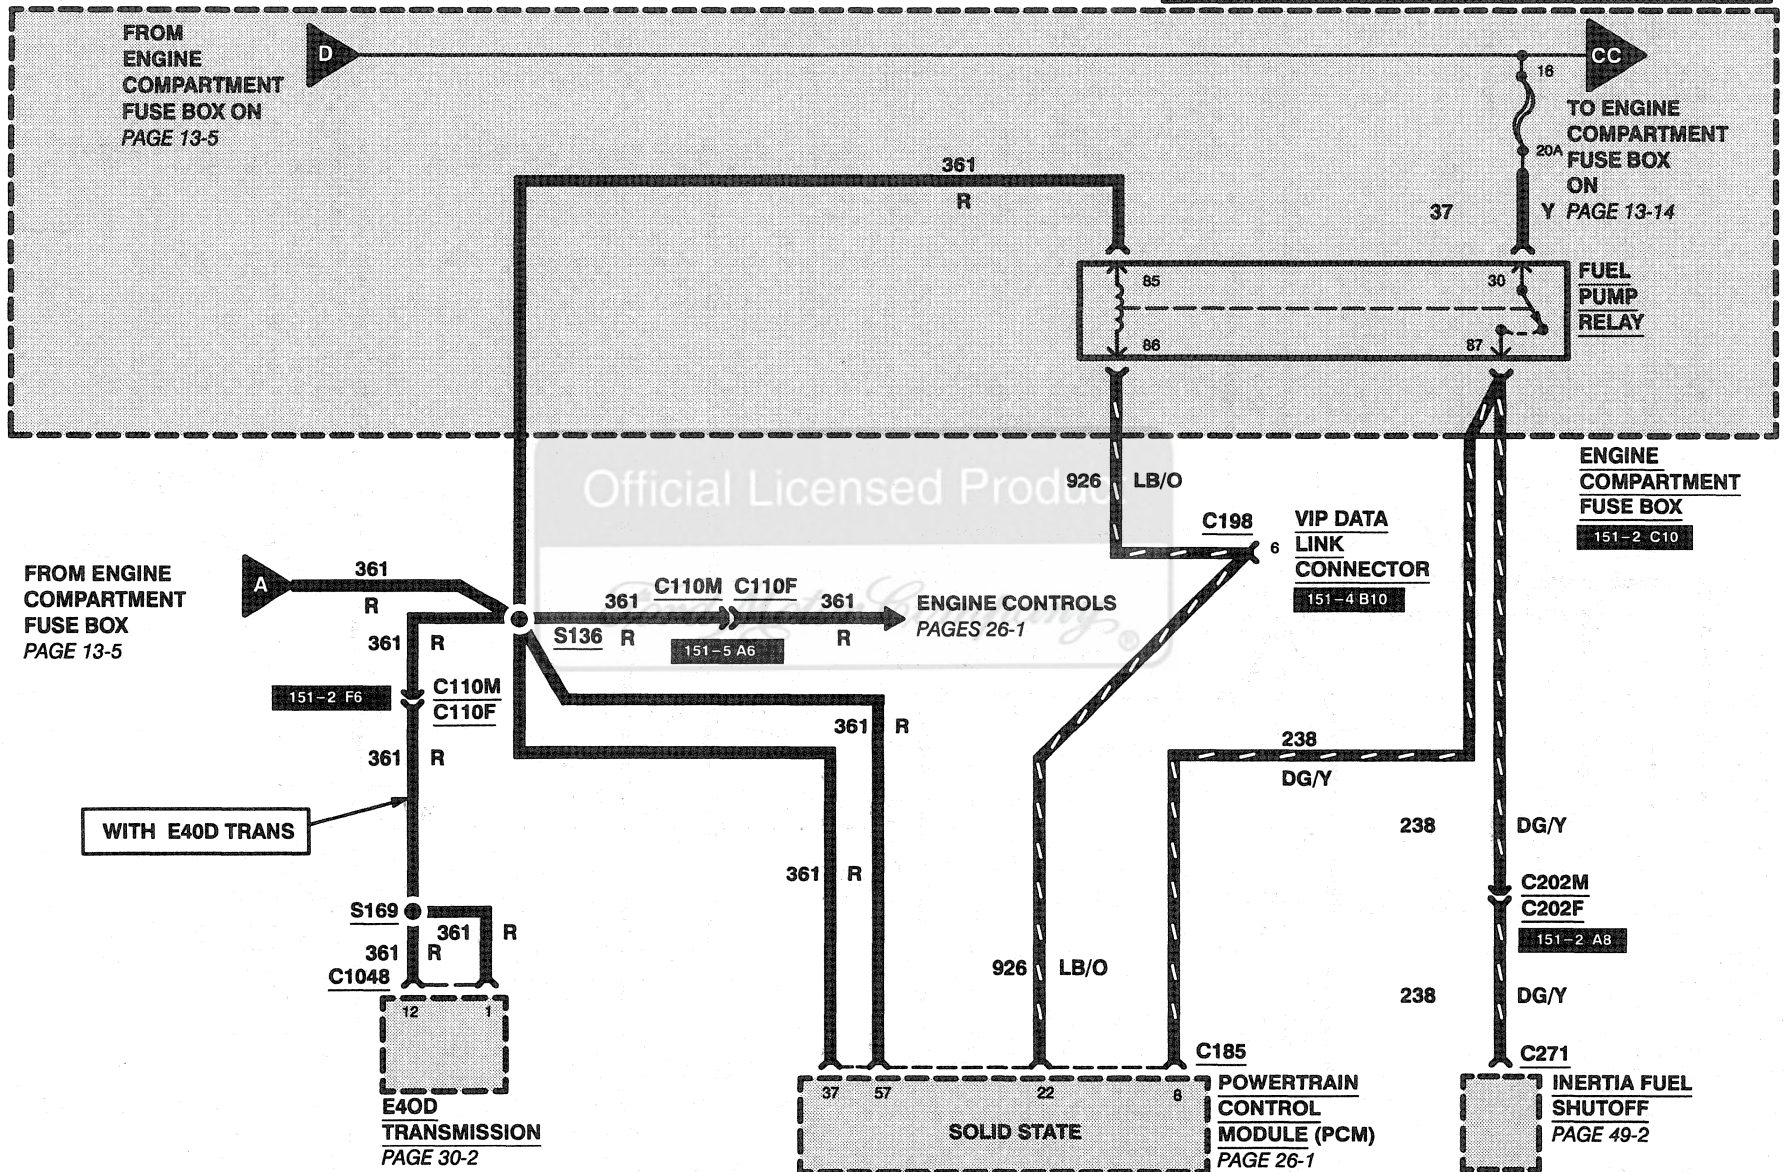 FROM
ENGINE
COMPARTMENT
FUSE BOX ON
PAGE 13-5
D
CC
16
20A
TO ENGINE
COMPARTMENT
FUSE BOX
ON
PAGE 13-14
361
R
37
Y
85
30
86
87
FUEL
PUMP
RELAY
ENGINE
COMPARTMENT
FUSE BOX
151-2 C10
Official Licensed Product
Ford Motor Company
®
926
LB/O
C198
6
VIP DATA
LINK
CONNECTOR
151-4 B10
FROM ENGINE
COMPARTMENT
FUSE BOX
PAGE 13-5
A
361
R
361
R
S136
361
R
C110M
C110F
151-5 A6
361
R
ENGINE CONTROLS
PAGES 26-1
151-2 F6
C110M
C110F
361
R
361
R
238
DG/Y
WITH E40D TRANS
238
DG/Y
361
R
C202M
C202F
151-2 A8
S169
361
R
361
R
C1048
926
LB/O
238
DG/Y
12
1
E4OD
TRANSMISSION
PAGE 30-2
C185
37
57
22
8
SOLID STATE
POWERTRAIN
CONTROL
MODULE (PCM)
PAGE 26-1
C271
INERTIA FUEL
SHUTOFF
PAGE 49-2